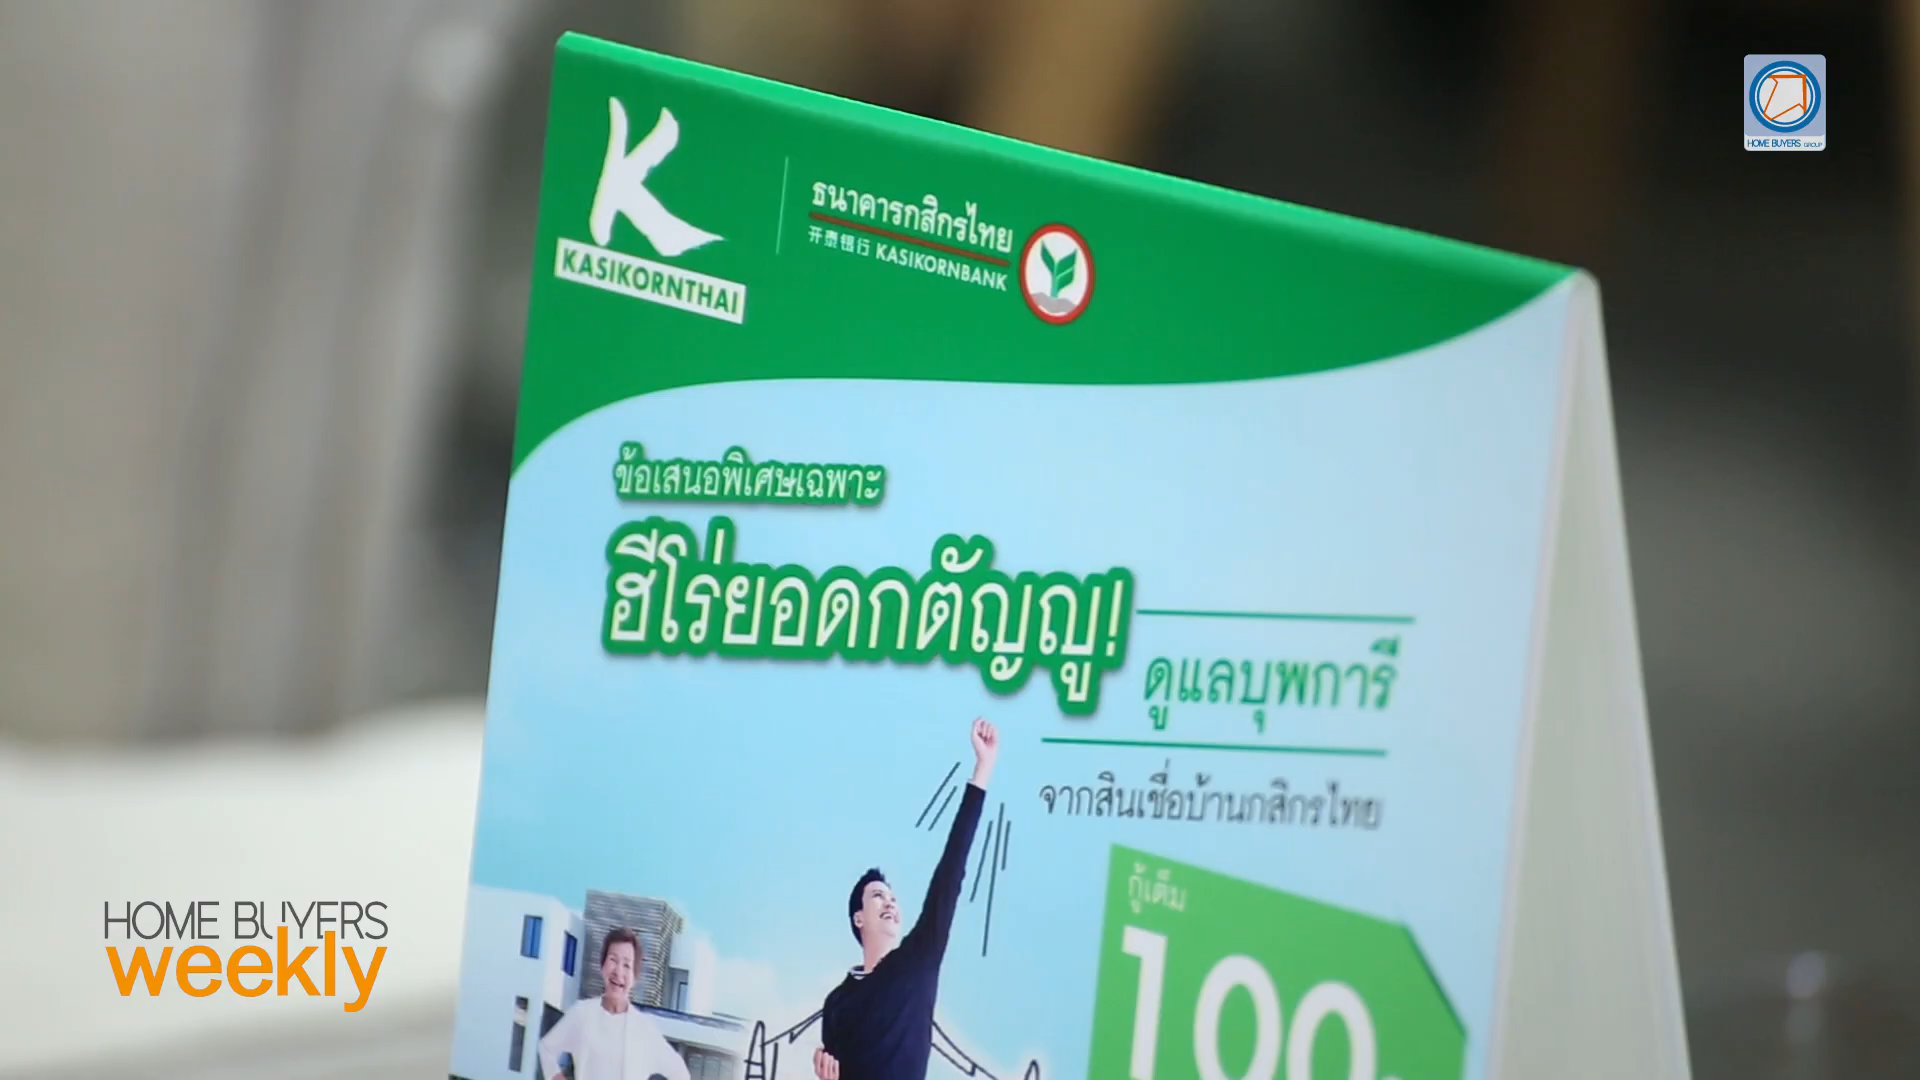 K
KASIKORNTHAI
ธนาคารกสิกรไทย
开泰银行 KASIKORNBANK
HOME BUYERS GROUP
ข้อเสนอพิเศษเฉพาะ
ฮีโร่ยอดกตัญญู!
ดูแลบุพการี
จากสินเชื่อบ้านกสิกรไทย
กู้เต็ม
100
HOME BUYERS
weekly